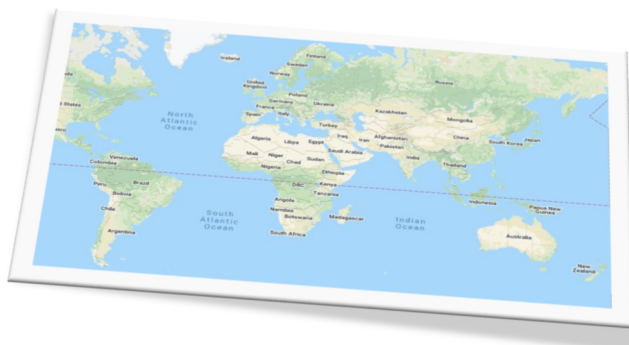 Iceland
Finland
Sweden
Norway
Russia
United
Kingdom
Poland
Germany
Ukraine
France
Spain
Italy
Kazakhstan
Mongolia
North
Atlantic
Ocean
Turkey
China
South Korea
Japan
Iraq
Iran
Afghanistan
Pakistan
Algeria
Libya
Egypt
Saudi Arabia
India
Thailand
Mali
Niger
Chad
Sudan
Nigeria
Ethiopia
Venezuela
Colombia
DRC
Kenya
Tanzania
Indonesia
Papua New
Guinea
Peru
Brazil
Bolivia
Chile
Argentina
South
Atlantic
Ocean
Angola
Namibia
Botswana
Madagascar
South Africa
Indian
Ocean
Australia
New
Zealand